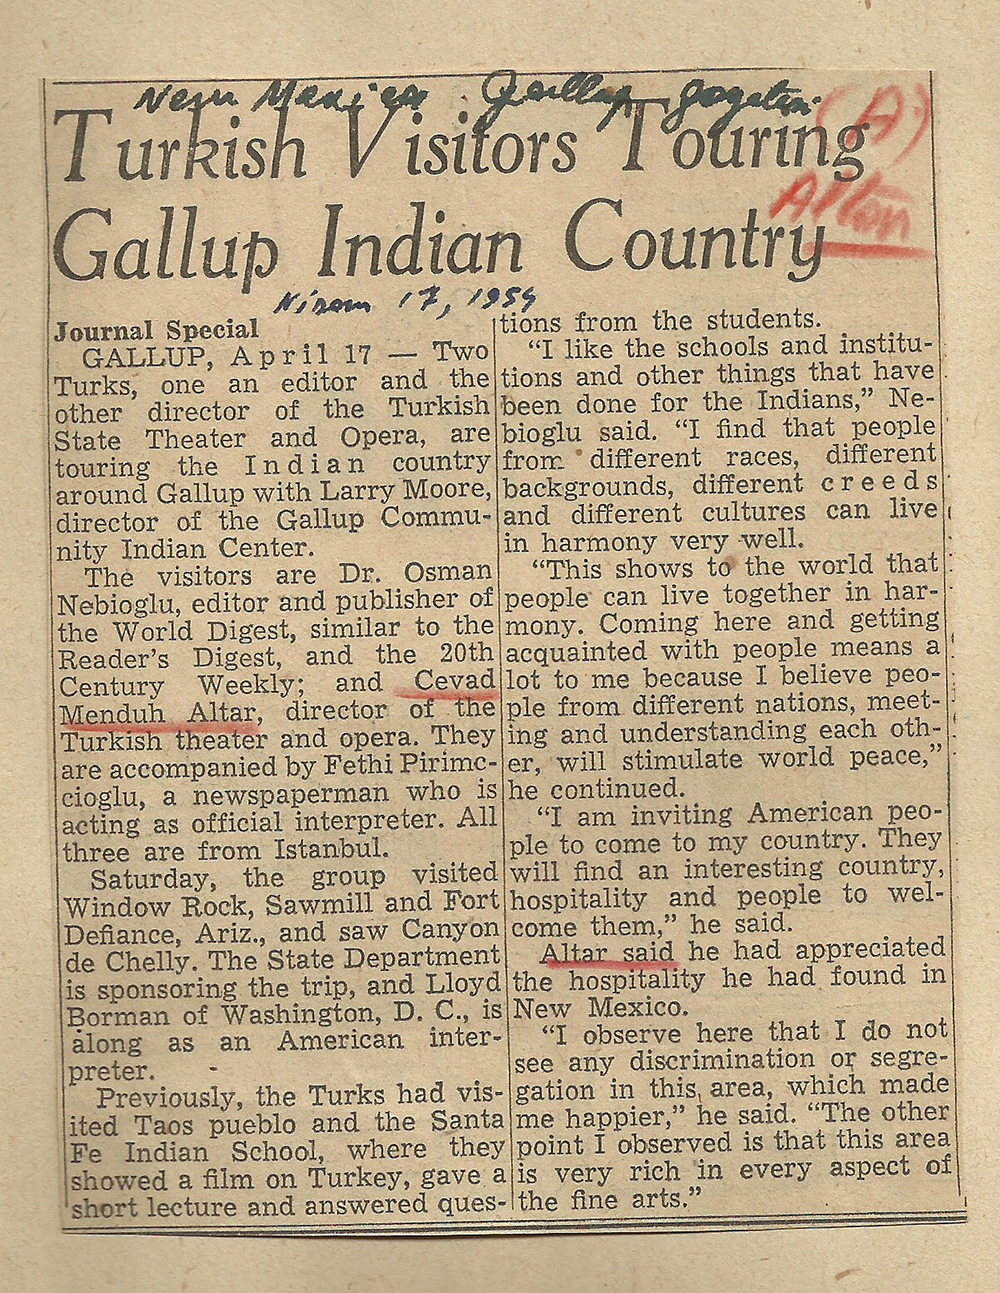 New Mexico Gallup gazetesi
(A)
Turkish Visitors Touring
Altar
Gallup Indian Country
Nisan 17, 1954
Journal Special
GALLUP, April 17 — Two
Turks, one an editor and the
other director of the Turkish
State Theater and Opera, are
touring the Indian country
around Gallup with Larry Moore,
director of the Gallup Commu-
nity Indian Center.
The visitors are Dr. Osman
Nebioglu, editor and publisher of
the World Digest, similar to the
Reader's Digest, and the 20th
Century Weekly; and Cevad
Menduh Altar, director of the
Turkish theater and opera. They
are accompanied by Fethi Pirimc-
cioglu, a newspaperman who is
acting as official interpreter. All
three are from Istanbul.
Saturday, the group visited
Window Rock, Sawmill and Fort
Defiance, Ariz., and saw Canyon
de Chelly. The State Department
is sponsoring the trip, and Lloyd
Borman of Washington, D. C., is
along as an American inter-
preter.
Previously, the Turks had vis-
ited Taos pueblo and the Santa
Fe Indian School, where they
showed a film on Turkey, gave a
short lecture and answered ques-
tions from the students.
“I like the schools and institu-
tions and other things that have
been done for the Indians,” Ne-
bioglu said. “I find that people
from different races, different
backgrounds, different creeds
and different cultures can live
in harmony very well.
“This shows to the world that
people can live together in har-
mony. Coming here and getting
acquainted with people means a
lot to me because I believe peo-
ple from different nations, meet-
ing and understanding each oth-
er, will stimulate world peace,”
he continued.
“I am inviting American peo-
ple to come to my country. They
will find an interesting country,
hospitality and people to wel-
come them,” he said.
Altar said he had appreciated
the hospitality he had found in
New Mexico.
“I observe here that I do not
see any discrimination or segre-
gation in this area, which made
me happier,” he said. “The other
point I observed is that this area
is very rich in every aspect of
the fine arts.”